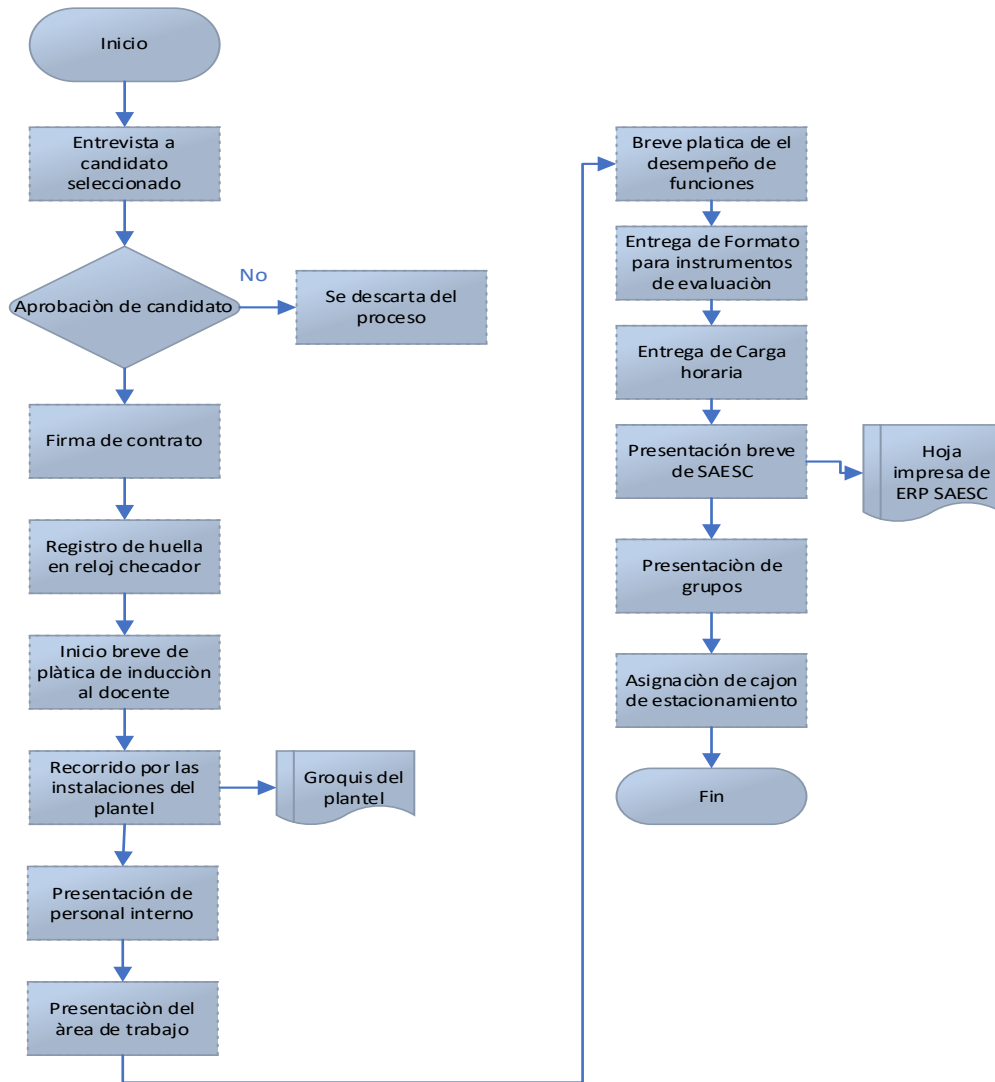 Inicio
Entrevista a
candidato
seleccionado
Aprobaciòn de candidato
No
Se descarta del
proceso
Firma de contrato
Registro de huella
en reloj checador
Inicio breve de
plàtica de inducciòn
al docente
Recorrido por las
instalaciones del
plantel
Groquis del
plantel
Presentación de
personal interno
Presentaciòn del
àrea de trabajo
Breve platica de el
desempeño de
funciones
Entrega de Formato
para instrumentos
de evaluaciòn
Entrega de Carga
horaria
Presentación breve
de SAESC
Hoja
impresa de
ERP SAESC
Presentaciòn de
grupos
Asignaciòn de cajon
de estacionamiento
Fin